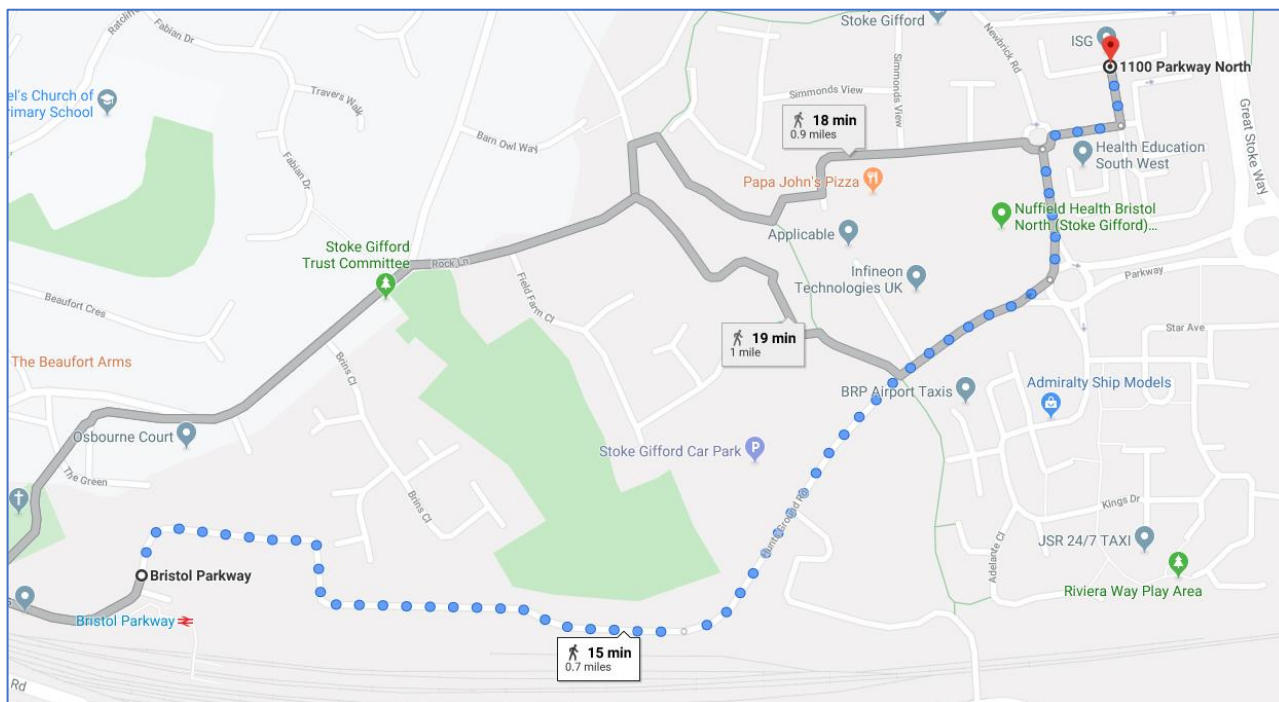 Ratcliff
Fabian Dr
Stoke Gifford
Newbrick Rd
ISG
1100 Parkway North
Travers Walk
el's Church of
rimary School
Simmonds View
Simmonds View
18 min
0.9 miles
Great Stoke Way
Barn Owl Way
Fabian Dr
Health Education
South West
Papa John's Pizza
Nuffield Health Bristol
North (Stoke Gifford)...
Applicable
Stoke Gifford
Trust Committee
Rock Ln
Infineon
Technologies UK
Parkway
Field Farm Cl
Beaufort Cres
19 min
1 mile
Star Ave
The Beaufort Arms
Brins Cl
BRP Airport Taxis
Admiralty Ship Models
Osbourne Court
Stoke Gifford Car Park
P
The Green
Brins Cl
Hunts Ground Rd
Kings Dr
JSR 24/7 TAXI
Adelante Cl
Bristol Parkway
Riviera Way Play Area
Bristol Parkway
15 min
0.7 miles
Rd